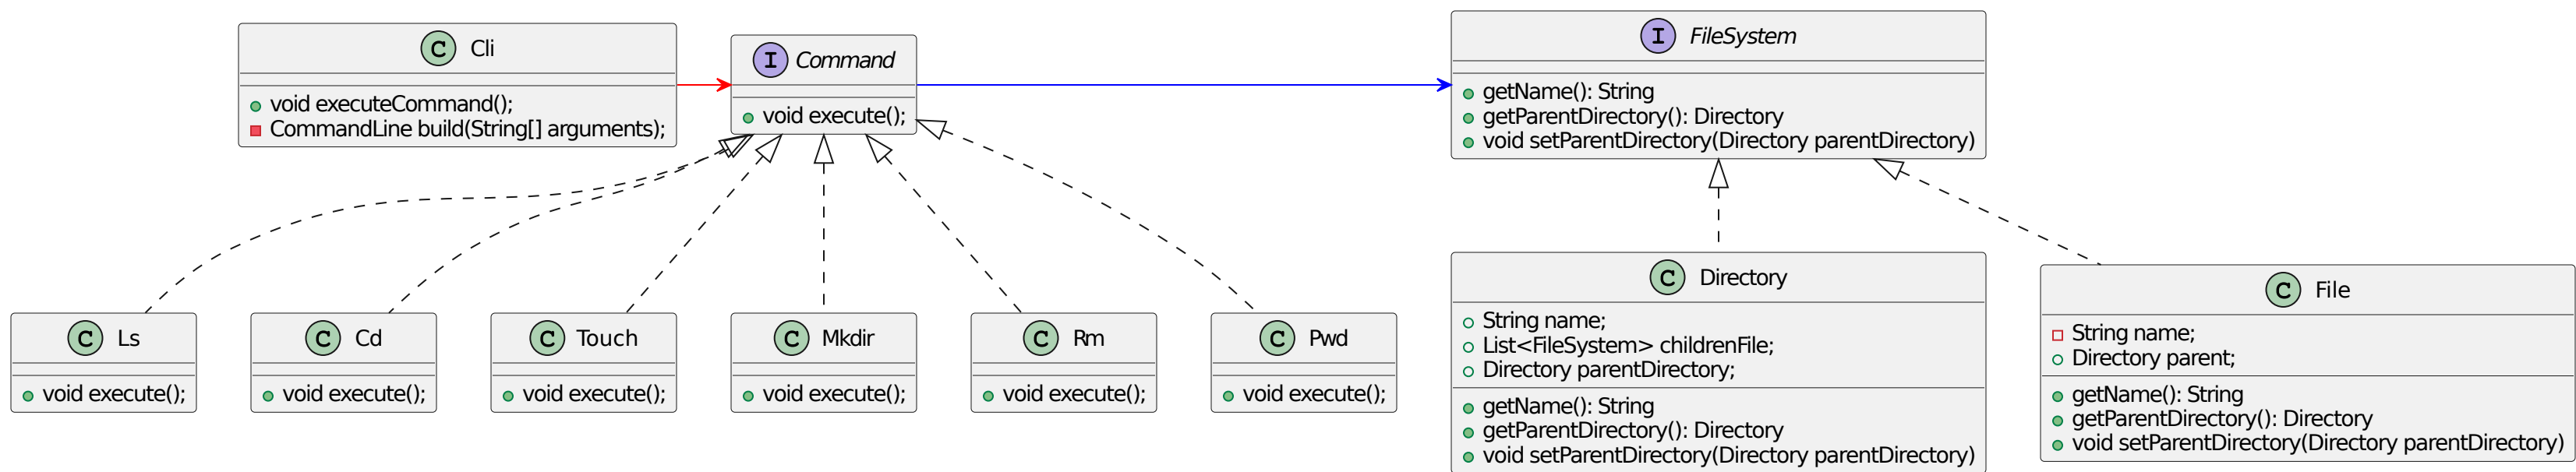 C Cli
void executeCommand();
CommandLine build(String[] arguments);
I Command
void execute();
I FileSystem
getName(): String
getParentDirectory(): Directory
void setParentDirectory(Directory parentDirectory)
C Ls
void execute();
C Cd
void execute();
C Touch
void execute();
C Mkdir
void execute();
C Rm
void execute();
C Pwd
void execute();
C Directory
String name;
List<FileSystem> childrenFile;
Directory parentDirectory;
getName(): String
getParentDirectory(): Directory
void setParentDirectory(Directory parentDirectory)
C File
String name;
Directory parent;
getName(): String
getParentDirectory(): Directory
void setParentDirectory(Directory parentDirectory)